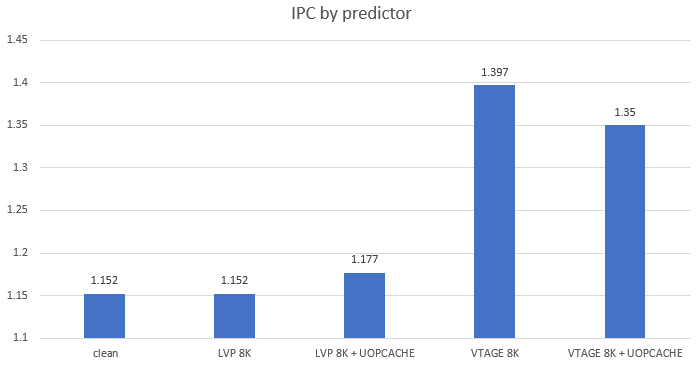 IPC by predictor
1.45
1.4
1.35
1.3
1.25
1.2
1.15
1.1
1.152
1.152
1.177
1.397
1.35
clean
LVP 8K
LVP 8K + UOPCACHE
VTAGE 8K
VTAGE 8K + UOPCACHE